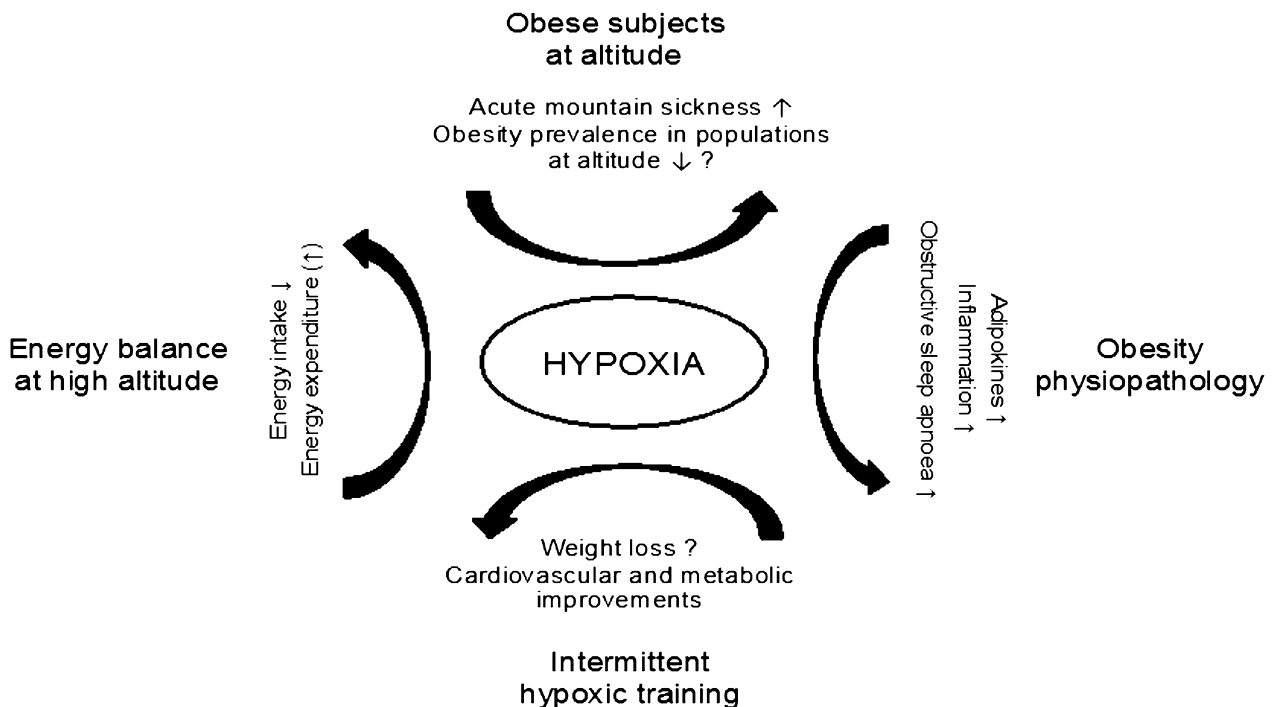 Obese subjects
at altitude
Acute mountain sickness ↑
Obesity prevalence in populations
at altitude ↓ ?
Energy balance
at high altitude
Energy intake ↓
Energy expenditure (↑)
HYPOXIA
Adipokines ↑
Inflammation ↑
Obstructive sleep apnoea ↑
Obesity
physiopathology
Weight loss ?
Cardiovascular and metabolic
improvements
Intermittent
hypoxic training